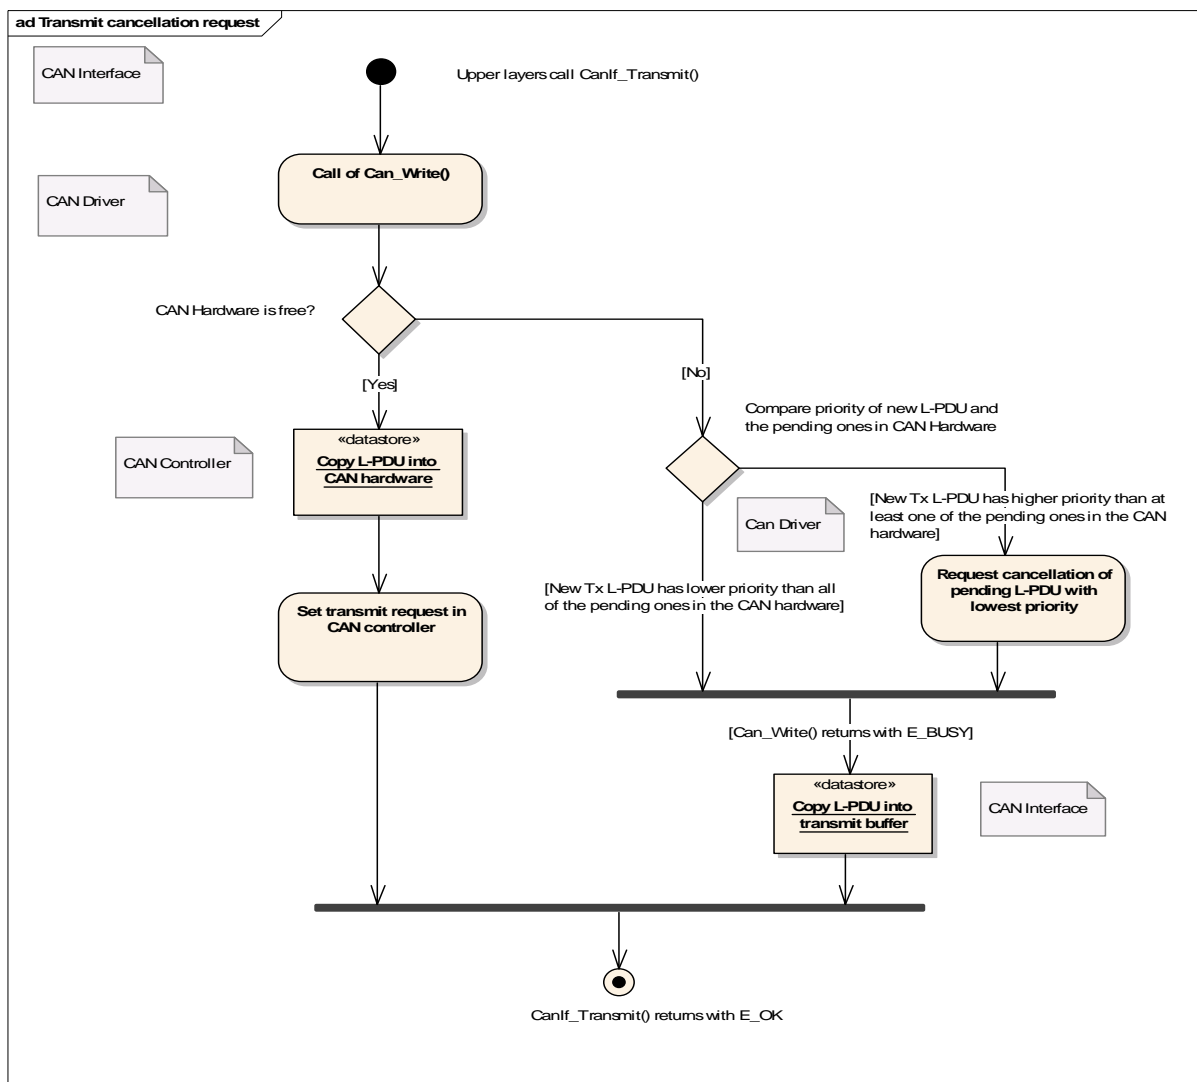 ad Transmit cancellation request
CAN Interface
Upper layers call CanIf_Transmit()
Call of Can_Write()
CAN Driver
CAN Hardware is free?
[Yes]
[No]
Compare priority of new L-PDU and
the pending ones in CAN Hardware
«datastore»
Copy L-PDU into
CAN hardware
CAN Controller
[New Tx L-PDU has higher priority than at
least one of the pending ones in the CAN
hardware]
Can Driver
Request cancellation of
pending L-PDU with
lowest priority
[New Tx L-PDU has lower priority than all
of the pending ones in the CAN hardware]
Set transmit request in
CAN controller
[Can_Write() returns with E_BUSY]
«datastore»
Copy L-PDU into
transmit buffer
CAN Interface
CanIf_Transmit() returns with E_OK